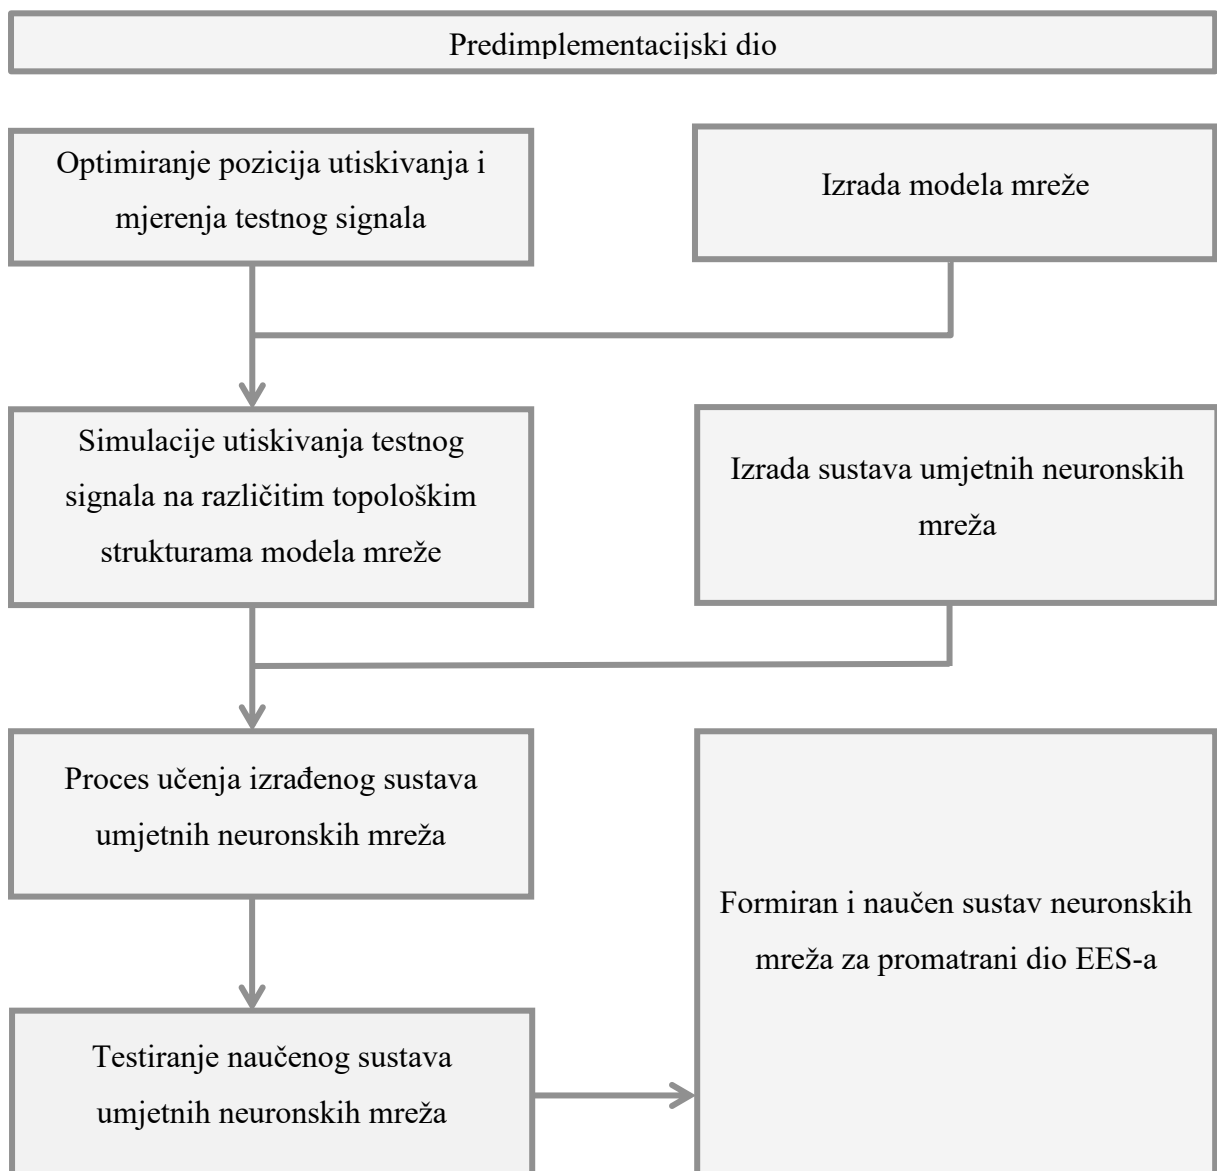 Predimplementacijski dio
Optimiranje pozicija utiskivanja i
mjerenja testnog signala
Izrada modela mreže
Simulacije utiskivanja testnog
signala na različitim topološkim
strukturama modela mreže
Izrada sustava umjetnih neuronskih
mreža
Proces učenja izrađenog sustava
umjetnih neuronskih mreža
Formiran i naučen sustav neuronskih
mreža za promatrani dio EES-a
Testiranje naučenog sustava
umjetnih neuronskih mreža